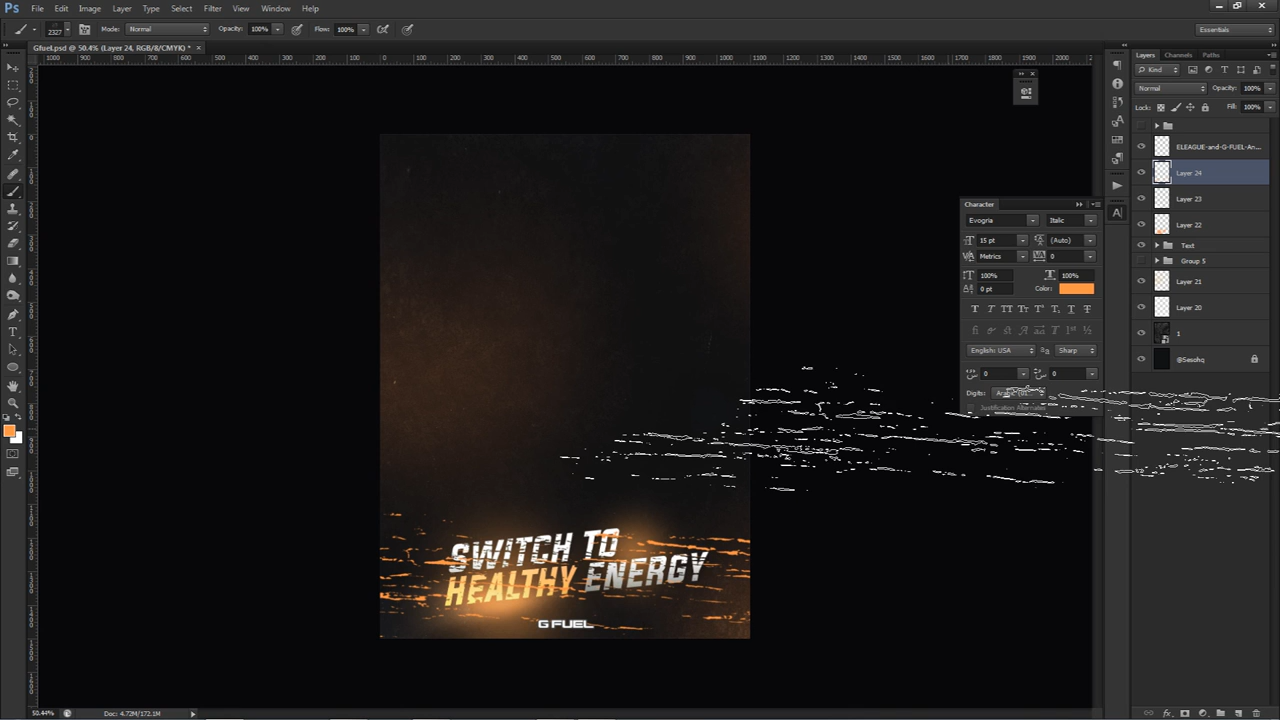 Ps File Edit Image Layer Type Select Filter View Window Help
2327 Mode: Normal Opacity: 100% Flow: 100% Essentials
Gfuel.psd @ 50.4% (Layer 24, RGB/8/CMYK) *
Layers Channels Paths
Kind
Normal Opacity: 100%
Lock: Fill: 100%
ELEAGUE-and-G-FUEL-An...
Layer 24
Layer 23
Layer 22
Text
Group 5
Layer 21
Layer 20
1
@Sesohq
Character
Evogria Italic
15 pt (Auto)
Metrics 0
100% 100%
0 pt Color:
English: USA Sharp
0 0
Digits:
Justification Alternates
SWITCH TO
HEALTHY ENERGY
G FUEL
50.44% Doc: 4.72M/172.1M